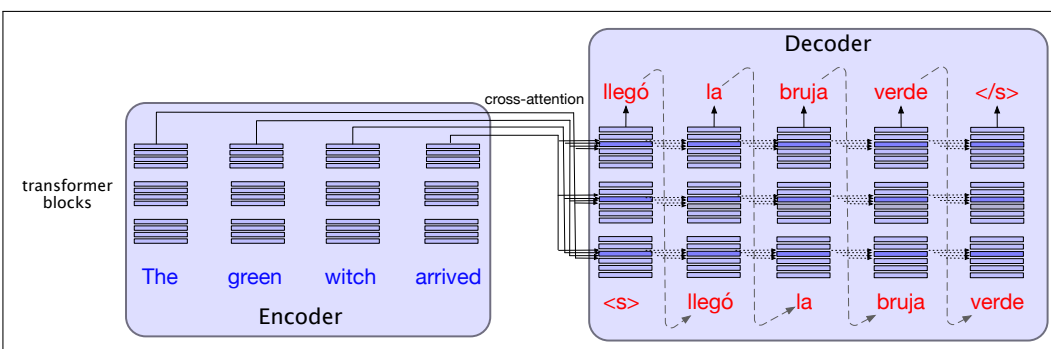 Decoder
llegó la bruja verde </s>
cross-attention
transformer
blocks
The green witch arrived
Encoder
<s> llegó la bruja verde